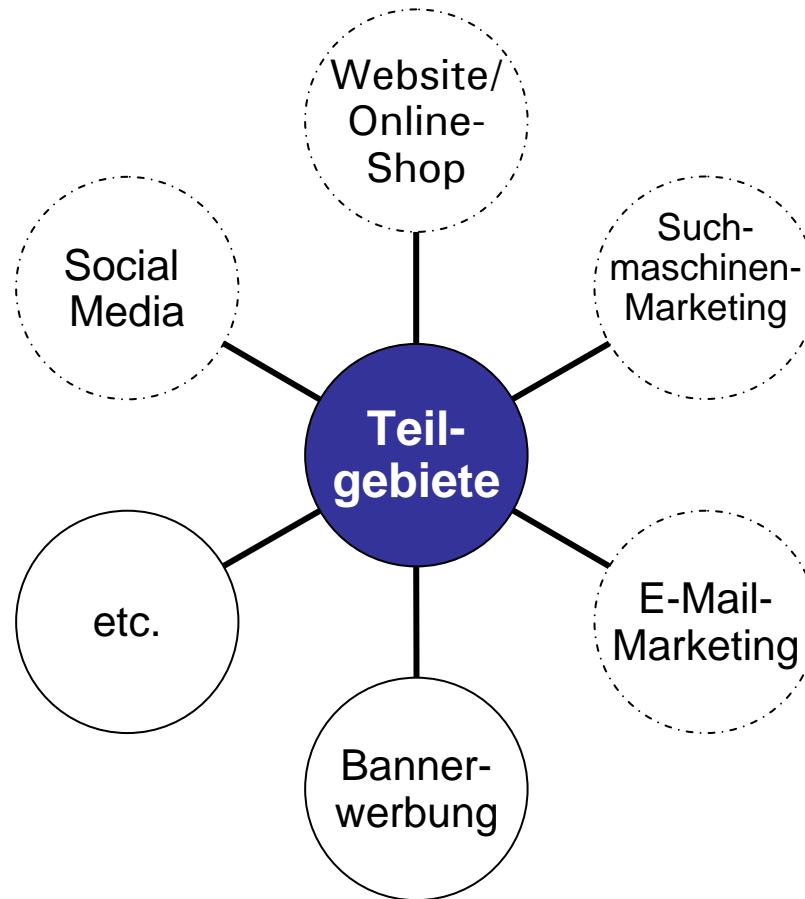 Website/
Online-
Shop
Social
Media
Such-
maschinen-
Marketing
Teil-
gebiete
etc.
E-Mail-
Marketing
Banner-
werbung